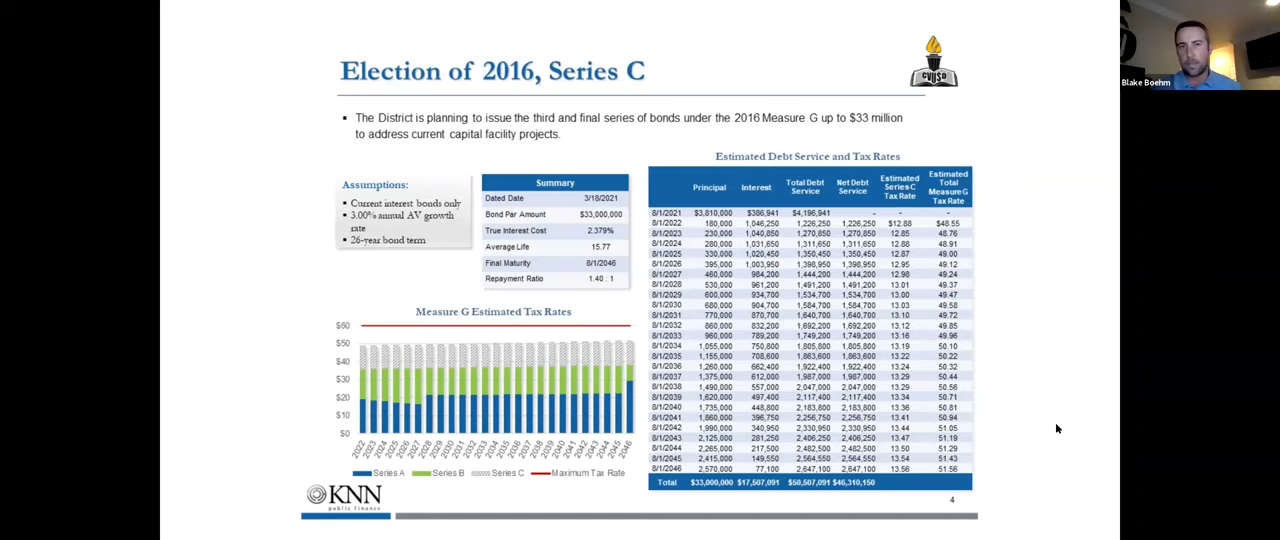 Election of 2016, Series C
CVUSD
Blake Boehm
▪ The District is planning to issue the third and final series of bonds under the 2016 Measure G up to $33 million
to address current capital facility projects.
Assumptions:
▪ Current interest bonds only
▪ 3.00% annual AV growth
rate
▪ 26-year bond term
Summary
Dated Date 3/18/2021
Bond Par Amount $33,000,000
True Interest Cost 2.379%
Average Life 15.77
Final Maturity 8/1/2046
Repayment Ratio 1.40 : 1
Measure G Estimated Tax Rates
$60
$50
$40
$30
$20
$10
$0
2022 2023 2024 2025 2026 2027 2028 2029 2030 2031 2032 2033 2034 2035 2036 2037 2038 2039 2040 2041 2042 2043 2044 2045 2046
Series A Series B Series C Maximum Tax Rate
Estimated Debt Service and Tax Rates
Principal Interest Total Debt Service Net Debt Service Estimated Series C Tax Rate Estimated Total Measure G Tax Rate
8/1/2021 $3,810,000 $386,941 $4,196,941 - - -
8/1/2022 180,000 1,046,250 1,226,250 1,226,250 $12.88 $48.55
8/1/2023 230,000 1,040,850 1,270,850 1,270,850 12.85 48.76
8/1/2024 280,000 1,031,650 1,311,650 1,311,650 12.88 48.91
8/1/2025 330,000 1,020,450 1,350,450 1,350,450 12.87 49.00
8/1/2026 395,000 1,003,950 1,398,950 1,398,950 12.95 49.12
8/1/2027 460,000 984,200 1,444,200 1,444,200 12.98 49.24
8/1/2028 530,000 961,200 1,491,200 1,491,200 13.01 49.37
8/1/2029 600,000 934,700 1,534,700 1,534,700 13.00 49.47
8/1/2030 680,000 904,700 1,584,700 1,584,700 13.03 49.58
8/1/2031 770,000 870,700 1,640,700 1,640,700 13.10 49.72
8/1/2032 860,000 832,200 1,692,200 1,692,200 13.12 49.85
8/1/2033 960,000 789,200 1,749,200 1,749,200 13.16 49.96
8/1/2034 1,055,000 750,800 1,805,800 1,805,800 13.19 50.10
8/1/2035 1,155,000 708,600 1,863,600 1,863,600 13.22 50.22
8/1/2036 1,260,000 662,400 1,922,400 1,922,400 13.24 50.32
8/1/2037 1,375,000 612,000 1,987,000 1,987,000 13.29 50.44
8/1/2038 1,490,000 557,000 2,047,000 2,047,000 13.29 50.56
8/1/2039 1,620,000 497,400 2,117,400 2,117,400 13.34 50.71
8/1/2040 1,735,000 448,800 2,183,800 2,183,800 13.36 50.81
8/1/2041 1,860,000 396,750 2,256,750 2,256,750 13.41 50.94
8/1/2042 1,990,000 340,950 2,330,950 2,330,950 13.44 51.05
8/1/2043 2,125,000 281,250 2,406,250 2,406,250 13.47 51.19
8/1/2044 2,265,000 217,500 2,482,500 2,482,500 13.50 51.29
8/1/2045 2,415,000 149,550 2,564,550 2,564,550 13.54 51.43
8/1/2046 2,570,000 77,100 2,647,100 2,647,100 13.56 51.56
Total $33,000,000 $17,507,091 $50,507,091 $46,310,150
KNN
public finance
4